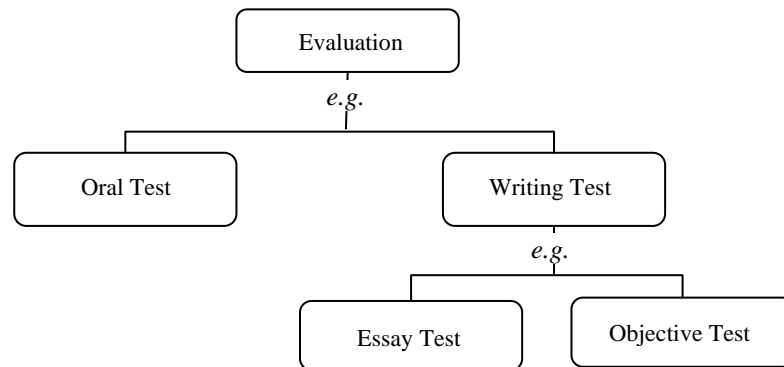 Evaluation
e.g.
Oral Test
Writing Test
e.g.
Essay Test
Objective Test